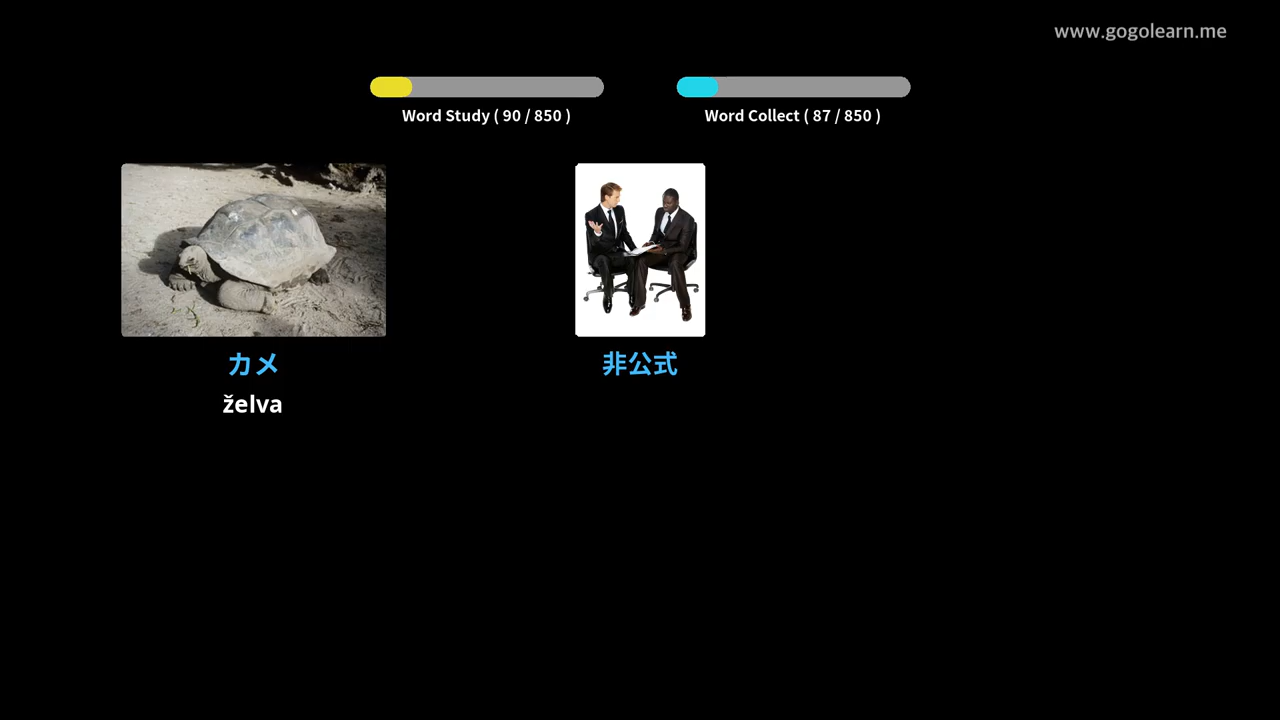 www.gogolearn.me
Word Study ( 90 / 850 )
Word Collect ( 87 / 850 )
カメ
želva
非公式